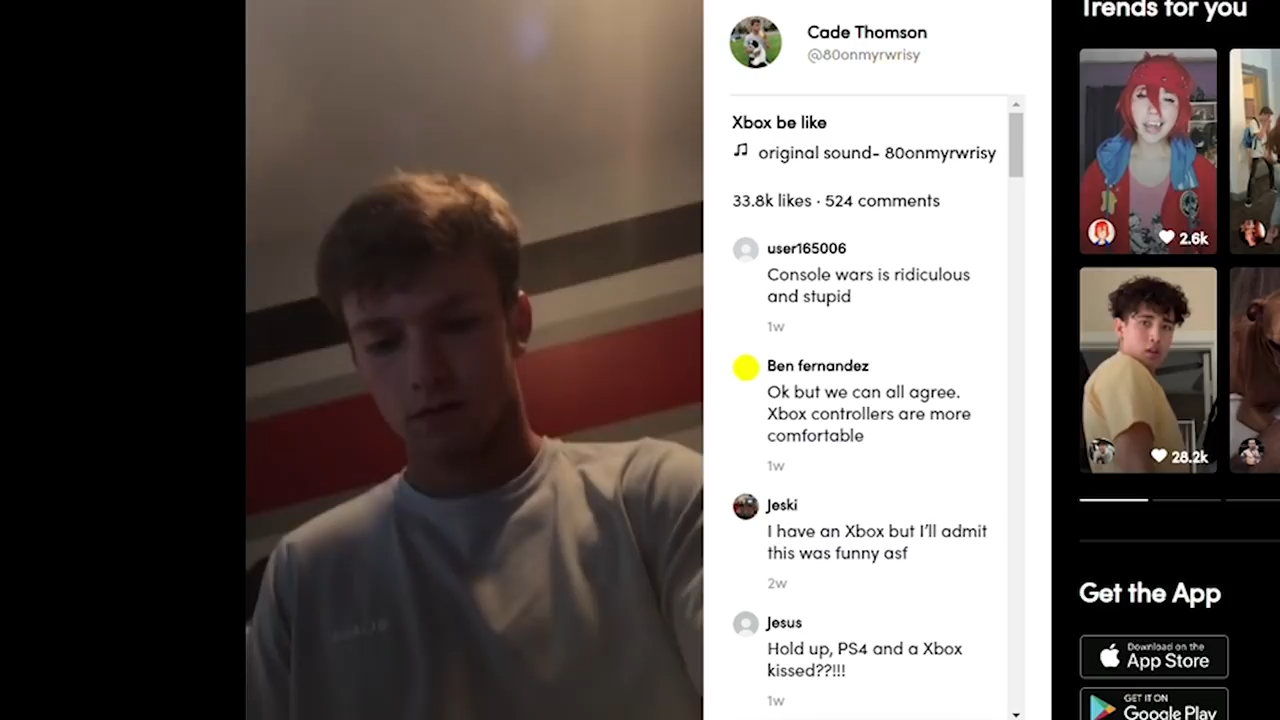 Trends for you
Cade Thomson
@80onmyrwrisy
Xbox be like
original sound- 80onmyrwrisy
33.8k likes · 524 comments
user165006
Console wars is ridiculous
and stupid
1w
Ben fernandez
Ok but we can all agree.
Xbox controllers are more
comfortable
1w
Jeski
I have an Xbox but I'll admit
this was funny asf
2w
Jesus
Hold up, PS4 and a Xbox
kissed??!!!
1w
2.6k
28.2k
Get the App
Download on the
App Store
GET IT ON
Google Play